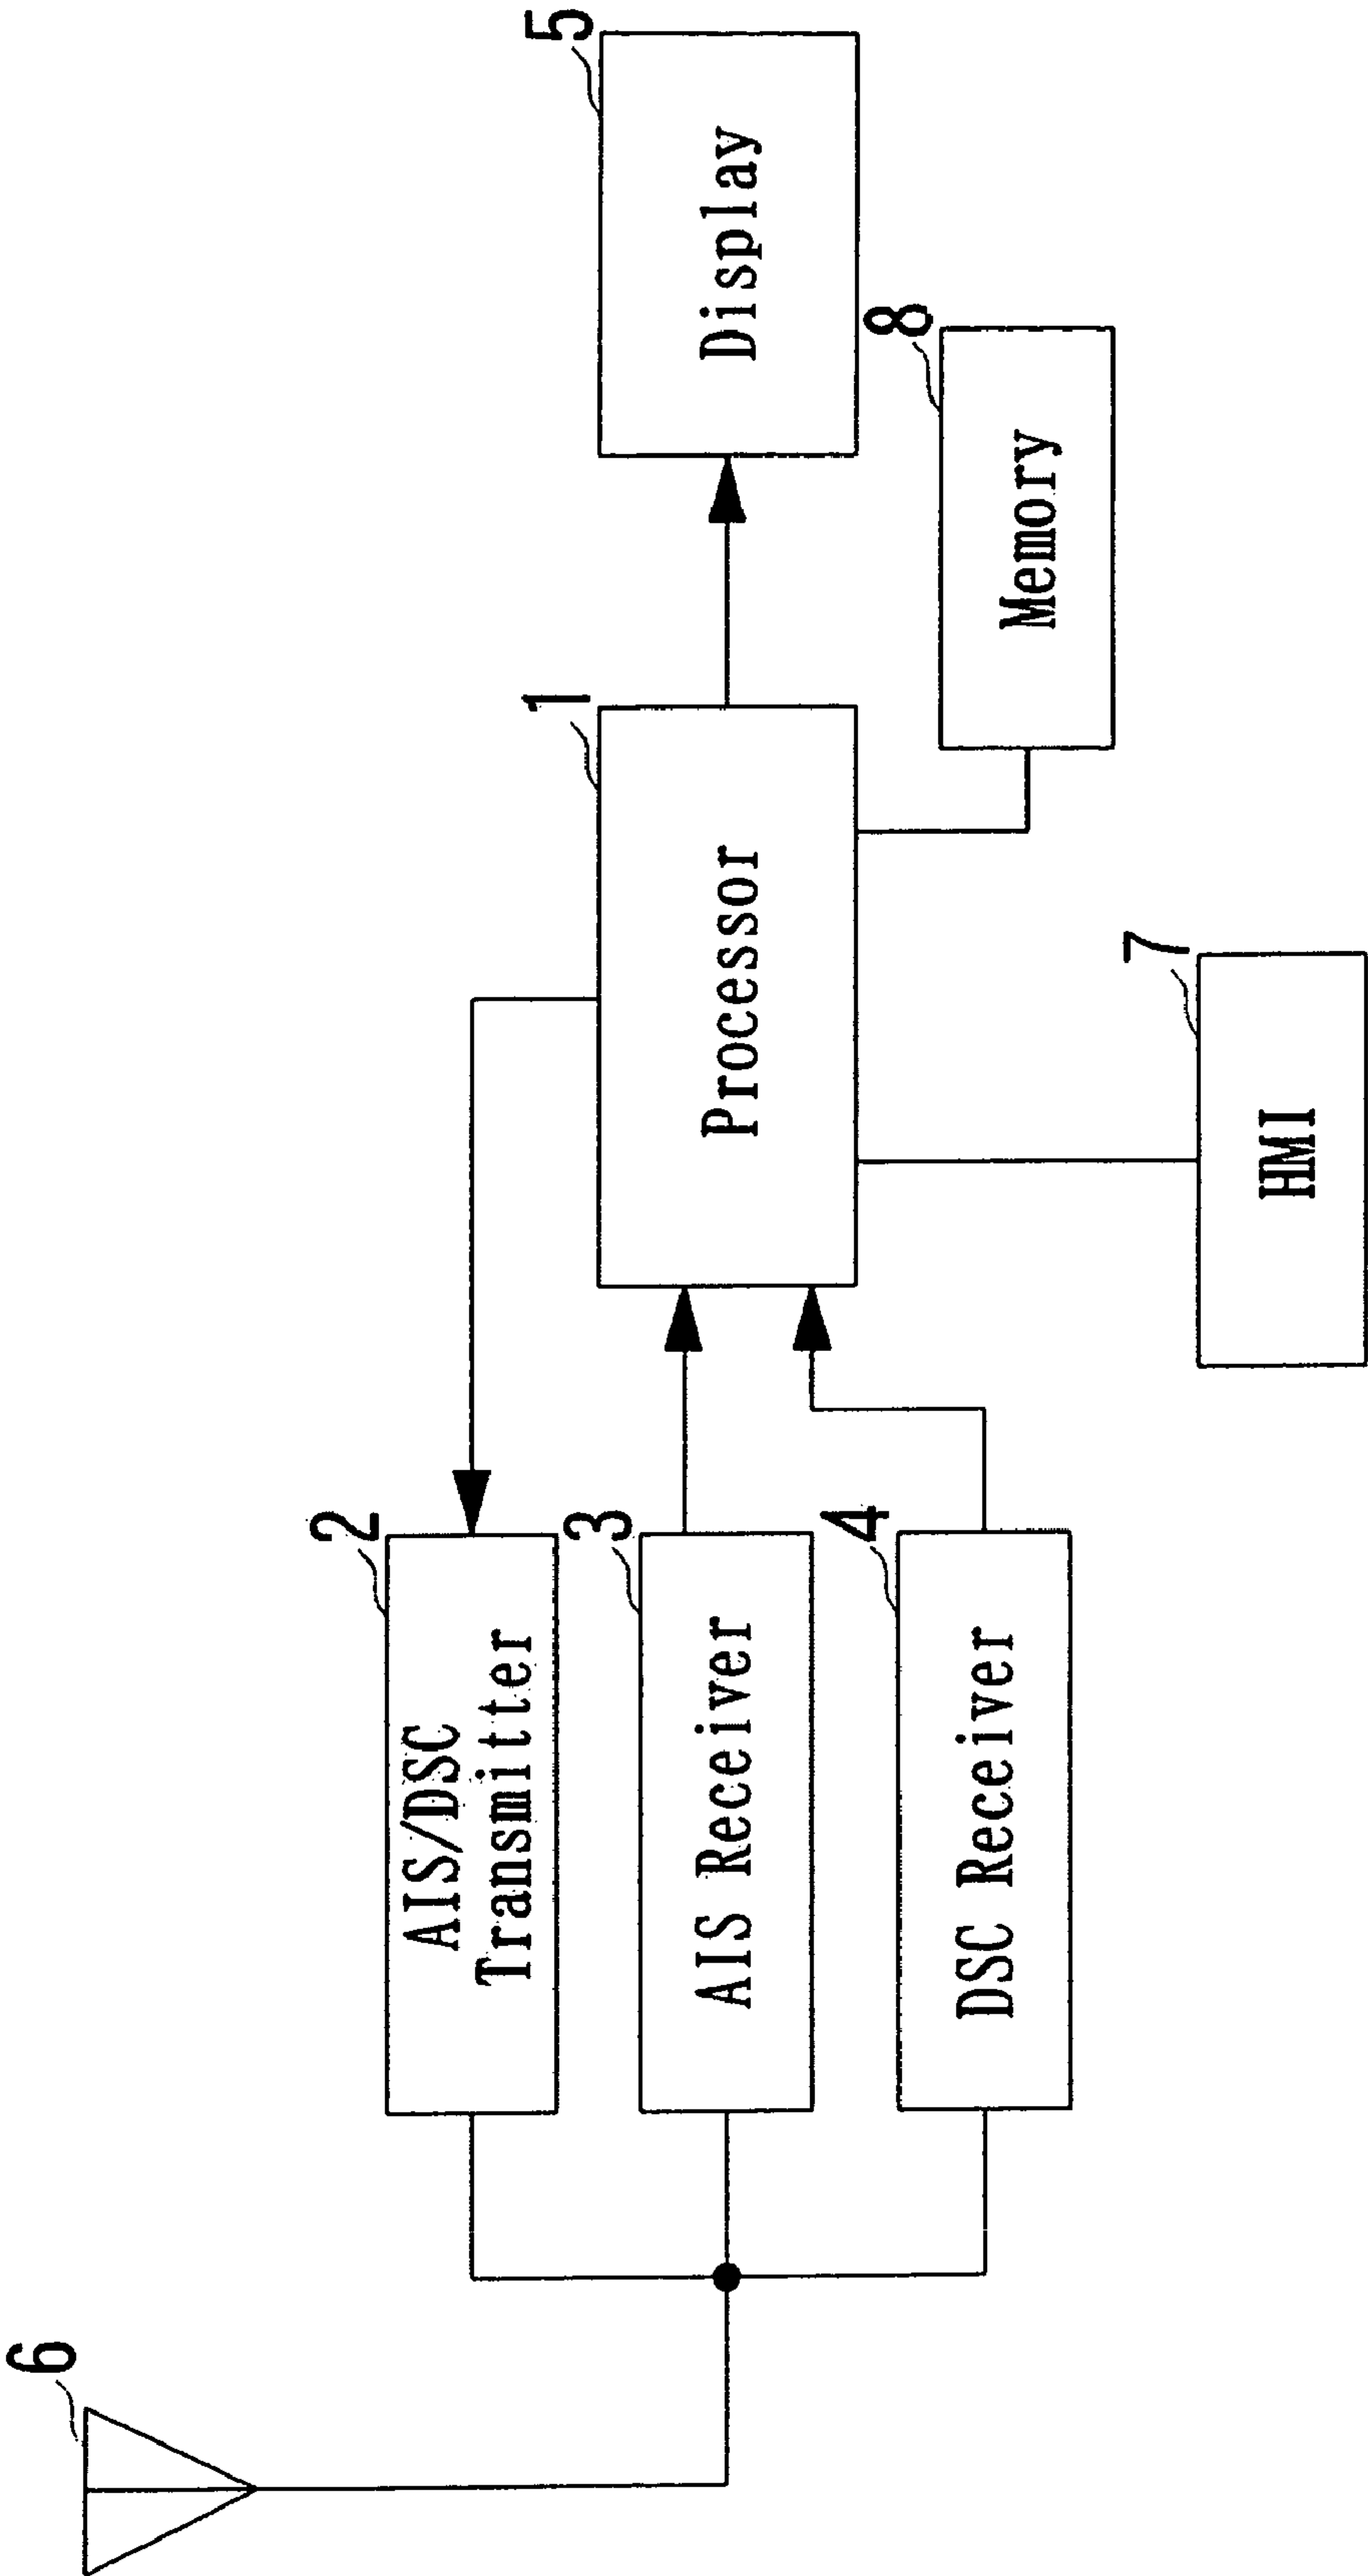 6
2
AIS/DSC
Transmitter
3
AIS Receiver
4
DSC Receiver
1
Processor
5
Display
8
Memory
7
HMI